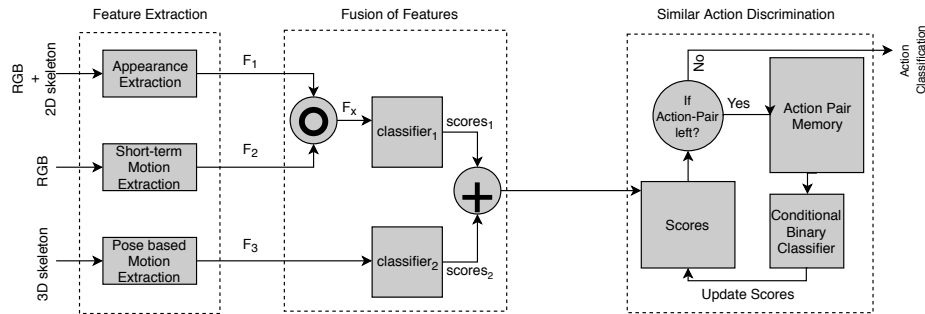 Feature Extraction
Fusion of Features
Similar Action Discrimination
RGB
+
2D skeleton
Appearance
Extraction
F1
RGB
Short-term
Motion
Extraction
F2
3D skeleton
Pose based
Motion
Extraction
F3
Fx
classifier1
scores1
+
classifier2
scores2
Scores
If
Action-Pair
left?
No
Yes
Action Pair
Memory
Conditional
Binary
Classifier
Update Scores
Action
Classification